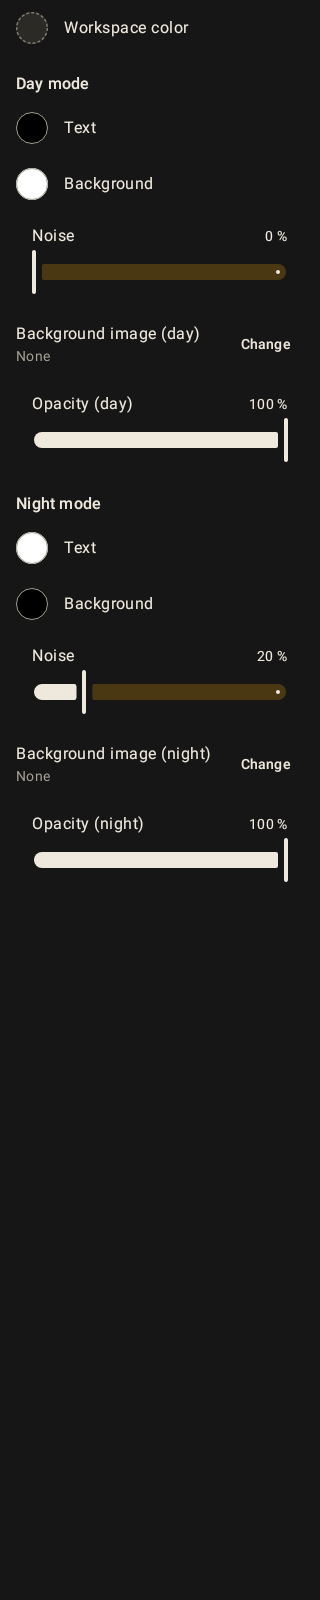 Workspace color
Day mode
Text
Background
Noise
0 %
Background image (day)
None
Change
Opacity (day)
100 %
Night mode
Text
Background
Noise
20 %
Background image (night)
None
Change
Opacity (night)
100 %